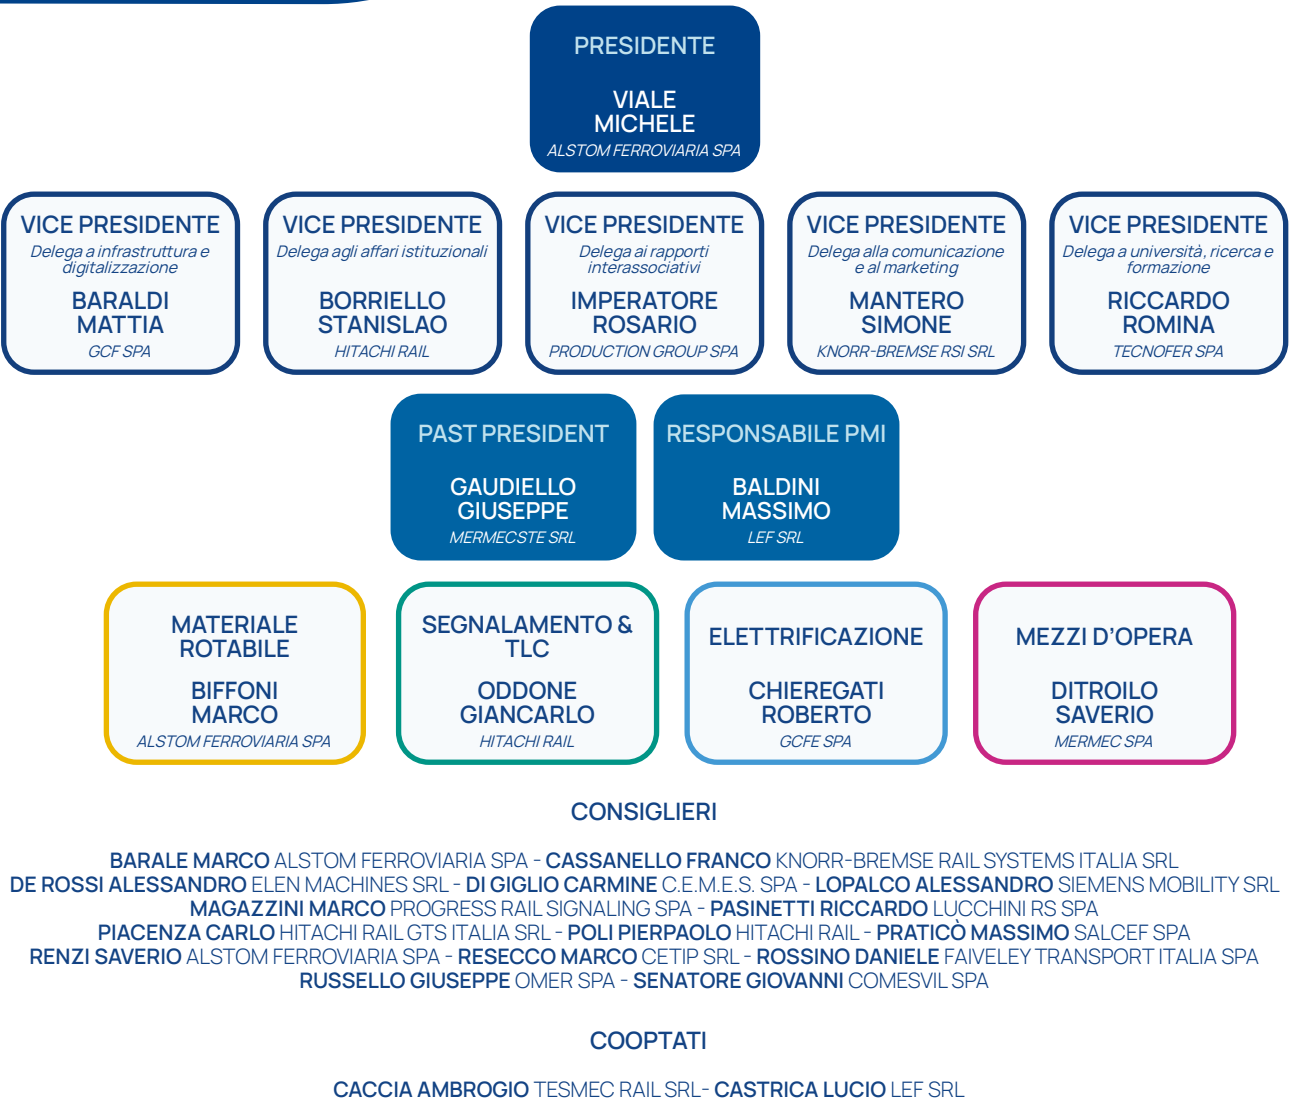 PRESIDENTE
VIALE
MICHELE
ALSTOM FERROVIARIA SPA
VICE PRESIDENTE
Delega a infrastruttura e
digitalizzazione
BARALDI
MATTIA
GCF SPA
VICE PRESIDENTE
Delega agli affari istituzionali
BORRIELLO
STANISLAO
HITACHI RAIL
VICE PRESIDENTE
Delega ai rapporti
interassociativi
IMPERATORE
ROSARIO
PRODUCTION GROUP SPA
VICE PRESIDENTE
Delega alla comunicazione
e al marketing
MANTERO
SIMONE
KNORR-BREMSE RSI SRL
VICE PRESIDENTE
Delega a università, ricerca e
formazione
RICCARDO
ROMINA
TECNOFER SPA
PAST PRESIDENT
GAUDIELLO
GIUSEPPE
MERMECSTE SRL
RESPONSABILE PMI
BALDINI
MASSIMO
LEF SRL
MATERIALE
ROTABILE
BIFFONI
MARCO
ALSTOM FERROVIARIA SPA
SEGNALAMENTO &
TLC
ODDONE
GIANCARLO
HITACHI RAIL
ELETTRIFICAZIONE
CHIEREGATI
ROBERTO
GCFE SPA
MEZZI D’OPERA
DITROILO
SAVERIO
MERMEC SPA
CONSIGLIERI
BARALE MARCO ALSTOM FERROVIARIA SPA - CASSANELLO FRANCO KNORR-BREMSE RAIL SYSTEMS ITALIA SRL
DE ROSSI ALESSANDRO ELEN MACHINES SRL - DI GIGLIO CARMINE C.E.M.E.S. SPA - LOPALCO ALESSANDRO SIEMENS MOBILITY SRL
MAGAZZINI MARCO PROGRESS RAIL SIGNALING SPA - PASINETTI RICCARDO LUCCHINI RS SPA
PIACENZA CARLO HITACHI RAIL GTS ITALIA SRL - POLI PIERPAOLO HITACHI RAIL - PRATICÒ MASSIMO SALCEF SPA
RENZI SAVERIO ALSTOM FERROVIARIA SPA - RESECCO MARCO CETIP SRL - ROSSINO DANIELE FAIVELEY TRANSPORT ITALIA SPA
RUSSELLO GIUSEPPE OMER SPA - SENATORE GIOVANNI COMESVIL SPA
COOPTATI
CACCIA AMBROGIO TESMEC RAIL SRL- CASTRICA LUCIO LEF SRL